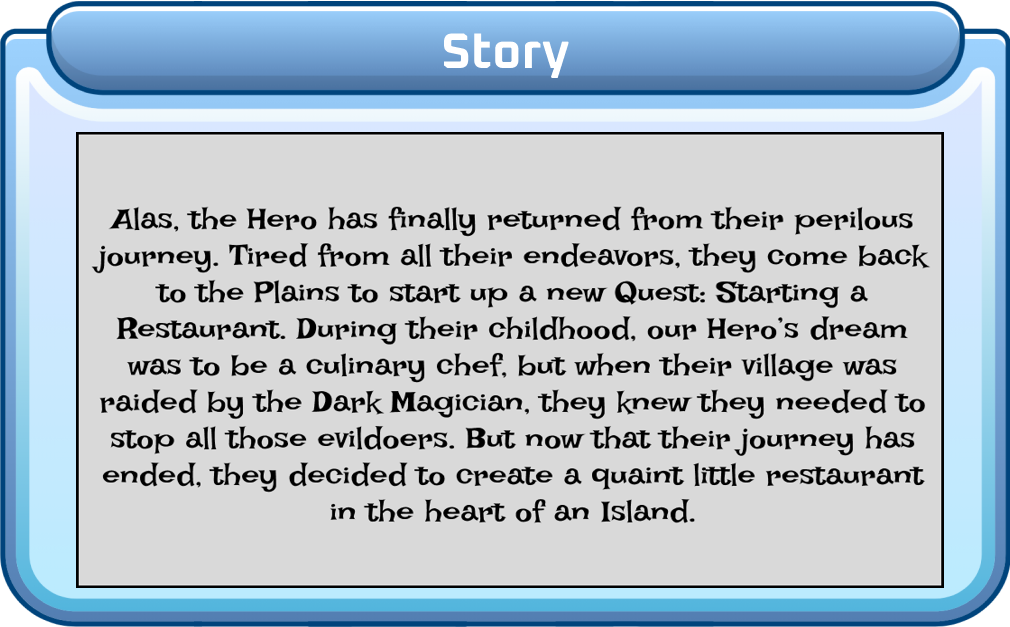 Story
Alas, the Hero has finally returned from their perilous
journey. Tired from all their endeavors, they come back
to the Plains to start up a new Quest: Starting a
Restaurant. During their childhood, our Hero's dream
was to be a culinary chef, but when their village was
raided by the Dark Magician, they knew they needed to
stop all those evildoers. But now that their journey has
ended, they decided to create a quaint little restaurant
in the heart of an Island.